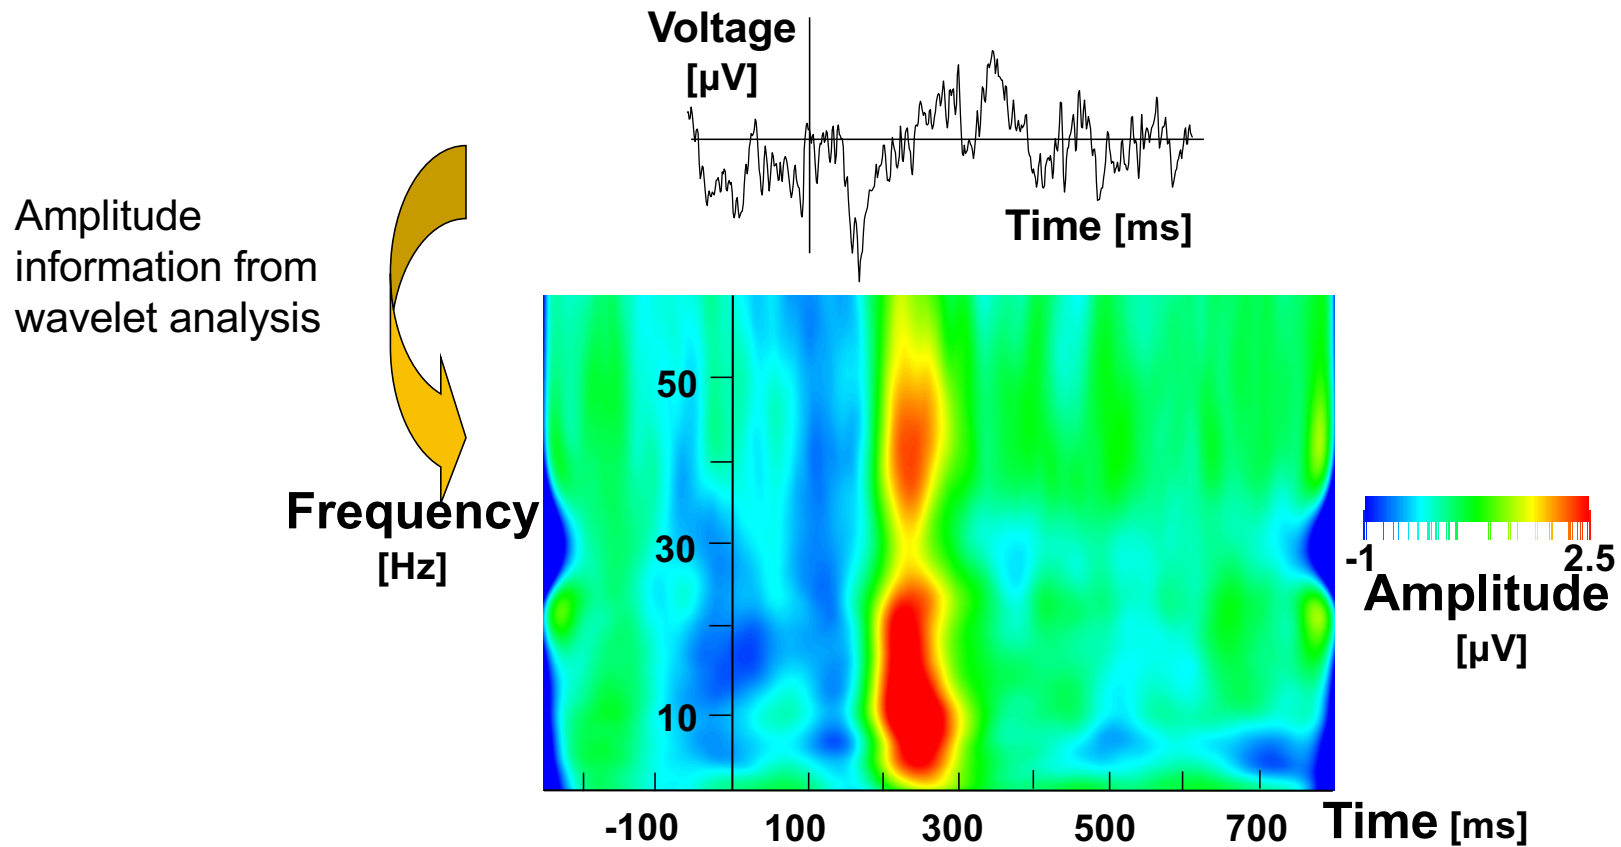 Voltage
[µV]
Time [ms]
Amplitude
information from
wavelet analysis
Frequency
[Hz]
50
30
10
-100 100 300 500 700 Time [ms]
-1 2.5
Amplitude
[µV]